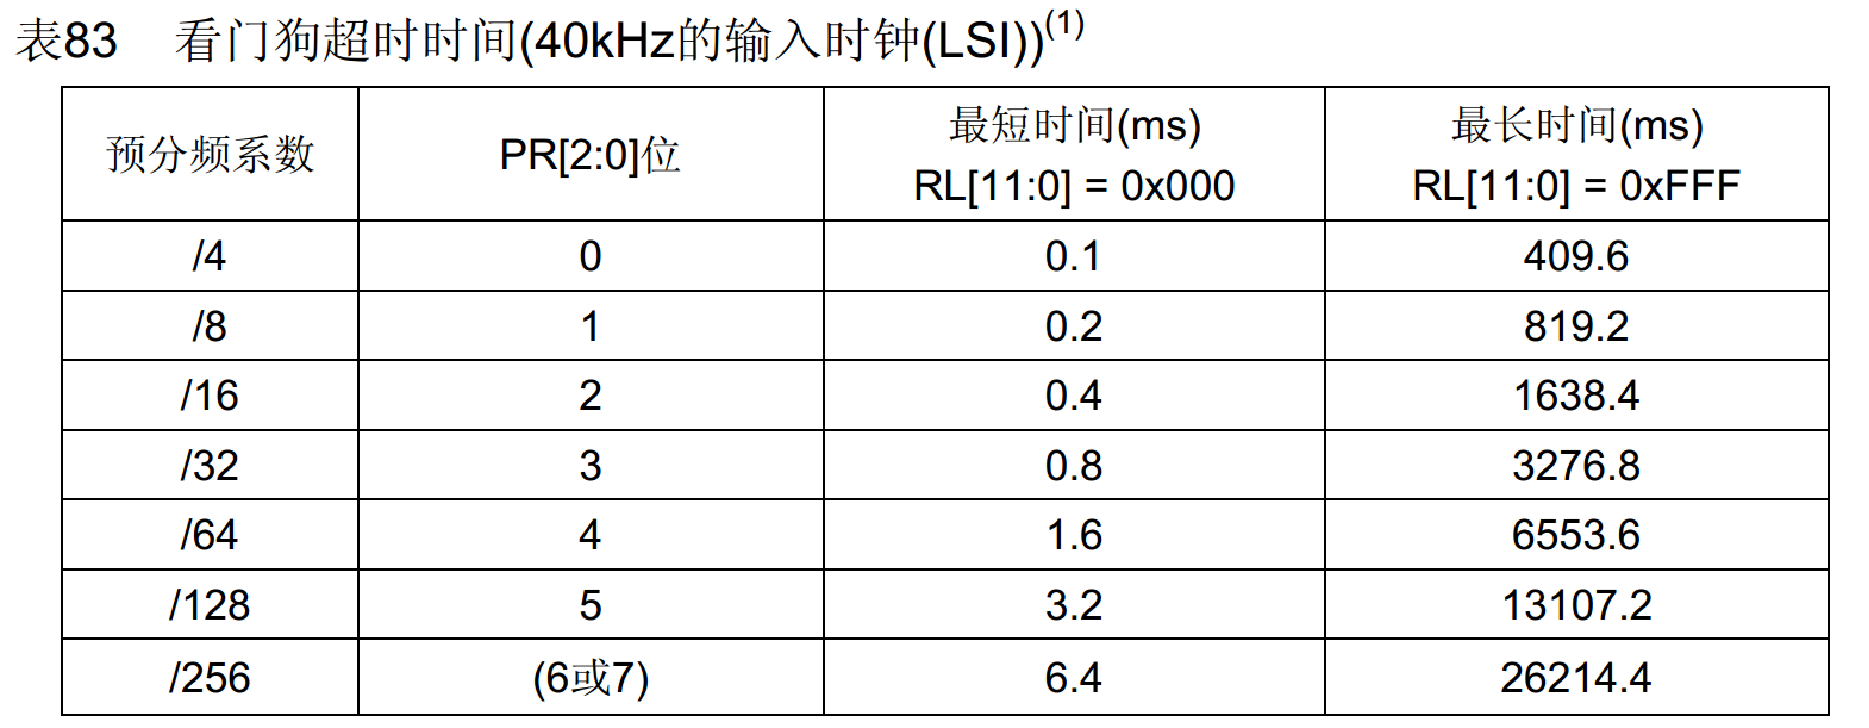 表83 看门狗超时时间(40kHz的输入时钟(LSI))(1)
预分频系数 PR[2:0]位 最短时间(ms) RL[11:0] = 0x000 最长时间(ms) RL[11:0] = 0xFFF
/4 0 0.1 409.6
/8 1 0.2 819.2
/16 2 0.4 1638.4
/32 3 0.8 3276.8
/64 4 1.6 6553.6
/128 5 3.2 13107.2
/256 (6或7) 6.4 26214.4